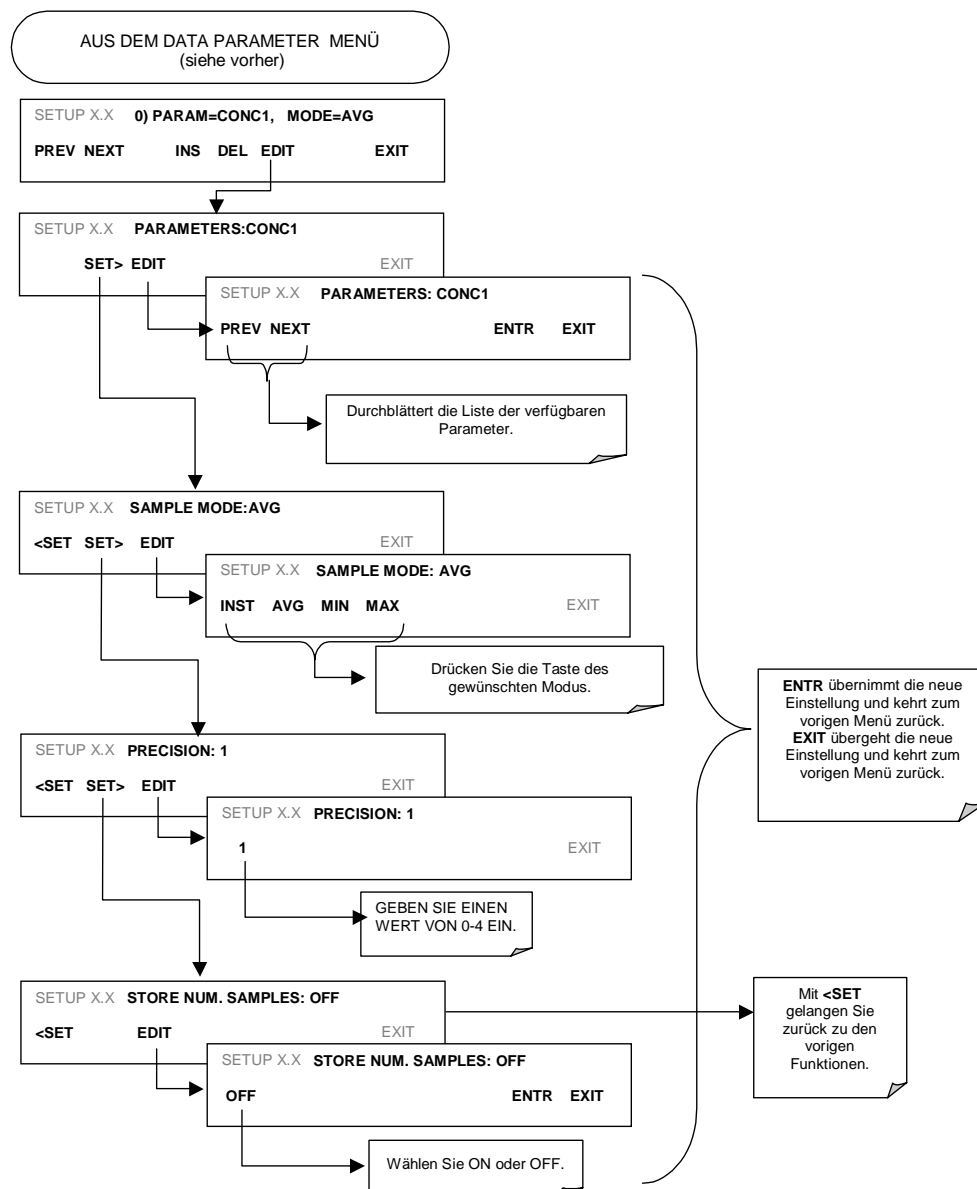 AUS DEM DATA PARAMETER MENÜ
(siehe vorher)
SETUP X.X 0) PARAM=CONC1, MODE=AVG
PREV NEXT INS DEL EDIT EXIT
SETUP X.X PARAMETERS:CONC1
SET> EDIT EXIT
SETUP X.X PARAMETERS: CONC1
PREV NEXT ENTR EXIT
Durchblättert die Liste der verfügbaren
Parameter.
SETUP X.X SAMPLE MODE:AVG
<SET SET> EDIT EXIT
SETUP X.X SAMPLE MODE: AVG
INST AVG MIN MAX EXIT
Drücken Sie die Taste des
gewünschten Modus.
ENTR übernimmt die neue
Einstellung und kehrt zum
vorigen Menü zurück.
EXIT übergeht die neue
Einstellung und kehrt zum
vorigen Menü zurück.
SETUP X.X PRECISION: 1
<SET SET> EDIT EXIT
SETUP X.X PRECISION: 1
1 EXIT
GEBEN SIE EINEN
WERT VON 0-4 EIN.
SETUP X.X STORE NUM. SAMPLES: OFF
<SET EDIT EXIT
SETUP X.X STORE NUM. SAMPLES: OFF
OFF ENTR EXIT
Mit <SET
gelangen Sie
zurück zu den
vorigen
Funktionen.
Wählen Sie ON oder OFF.